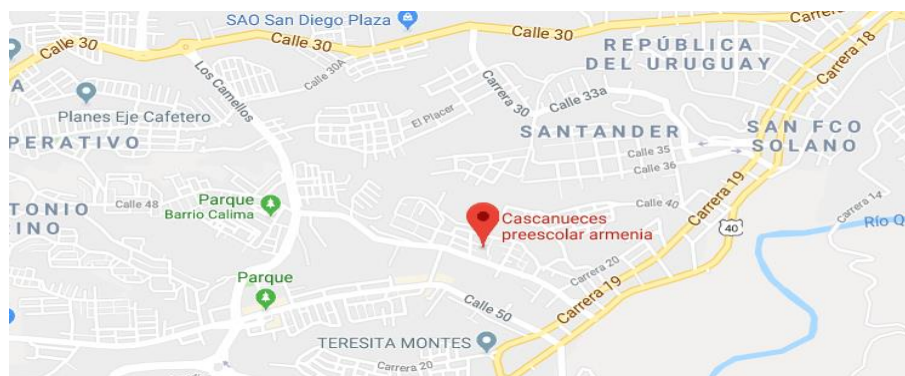 SAO San Diego Plaza
Calle 30
Calle 30
Calle 30
Calle 30
Carrera 18
REPÚBLICA
DEL URUGUAY
Los Camellos
Calle 30A
Carrera 30
Calle 33a
Planes Eje Cafetero
El Placer
SANTANDER
SAN FCO
SOLANO
PERATIVO
Calle 35
Calle 36
Parque
Barrio Calima
Calle 48
TONIO
INO
Calle 40
Carrera 19
Carrera 14
Cascanueces
preescolar armenia
40
Río Q
Parque
Carrera 20
Carrera 19
Calle 50
TERESITA MONTES
Carrera 20